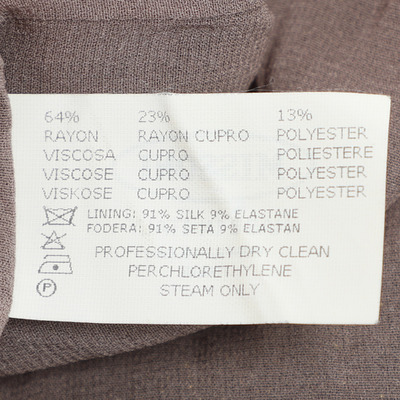 64% 23% 13%
RAYON RAYON CUPRO POLYESTER
VISCOSA CUPRO POLIESTERE
VISCOSE CUPRO POLYESTER
VISKOSE CUPRO POLYESTER
LINING: 91% SILK 9% ELASTANE
FODERA: 91% SETA 9% ELASTAN
PROFESSIONALLY DRY CLEAN
PERCHLORETHYLENE
P STEAM ONLY